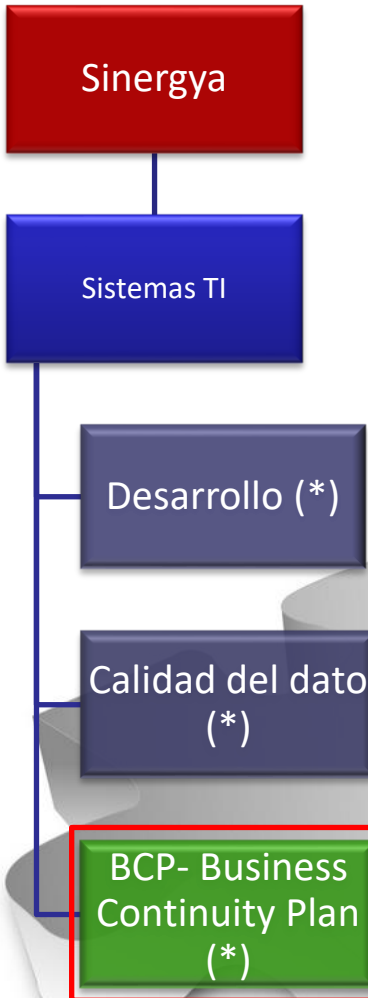 Sinergya
Sistemas TI
Desarrollo (*)
Calidad del dato
(*)
BCP- Business
Continuity Plan
(*)